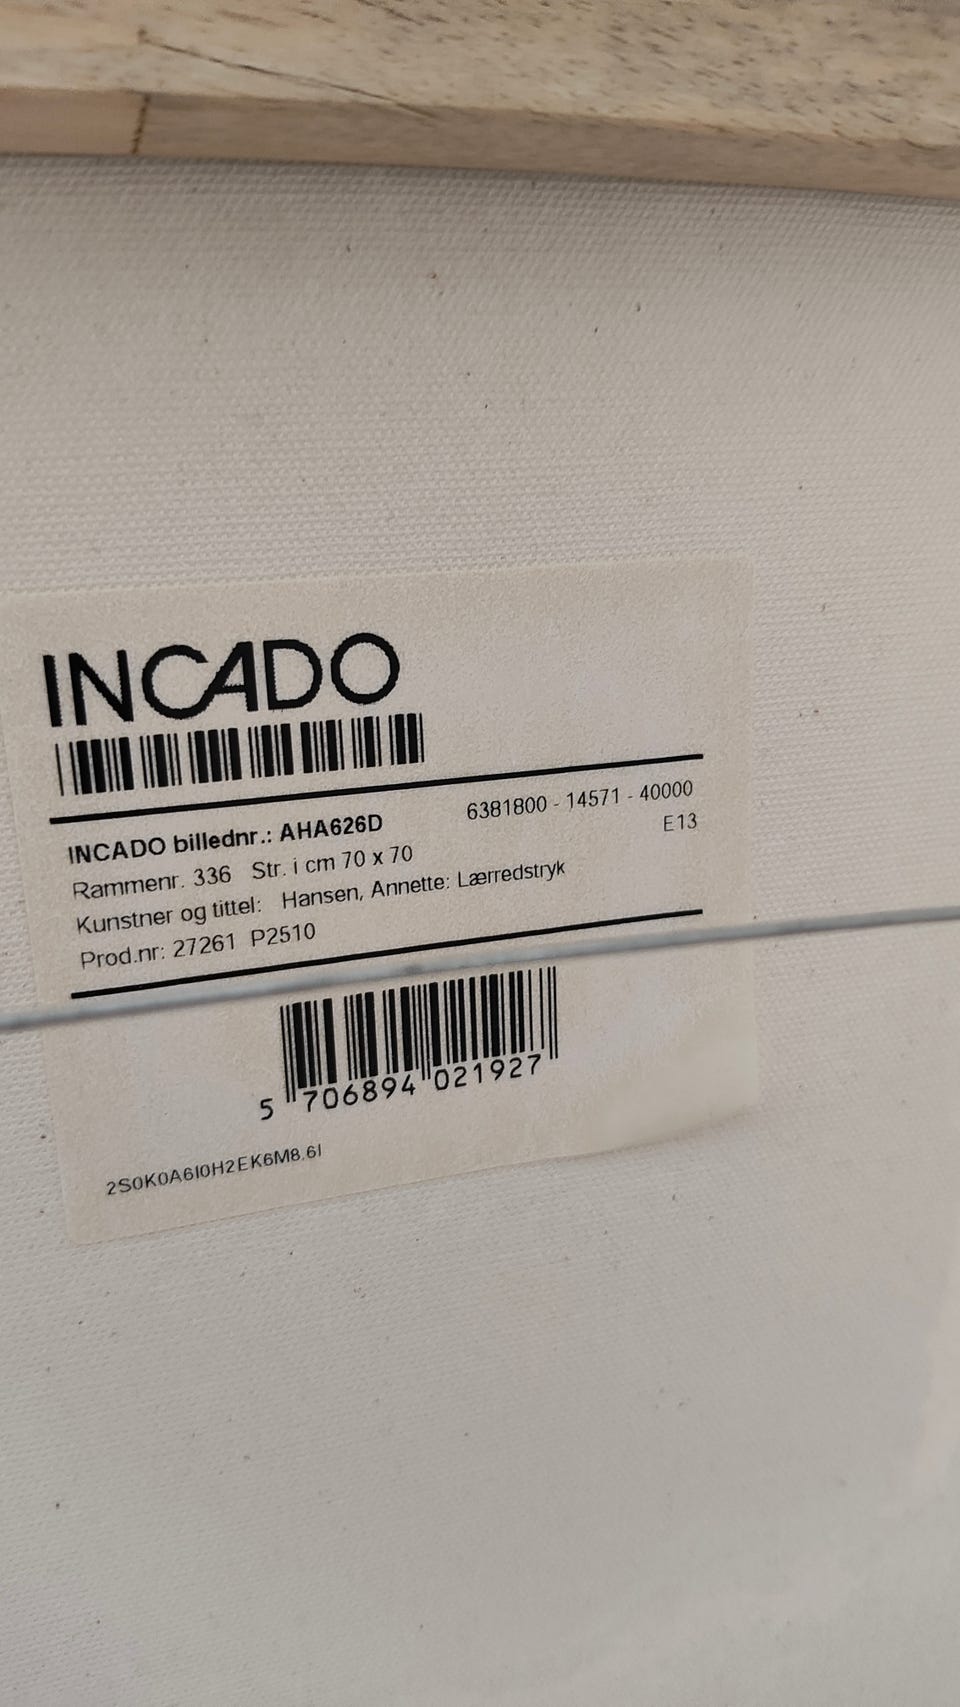 INCADO
INCADO billednr.: AHA626D
6381800 - 14571 - 40000
Rammenr. 336 Str. i cm 70 x 70
E13
Kunstner og tittel: Hansen, Annette: Lærredstryk
Prod.nr: 27261 P2510
5 706894 021927
2S0K0A6I0H2EK6M8.6I